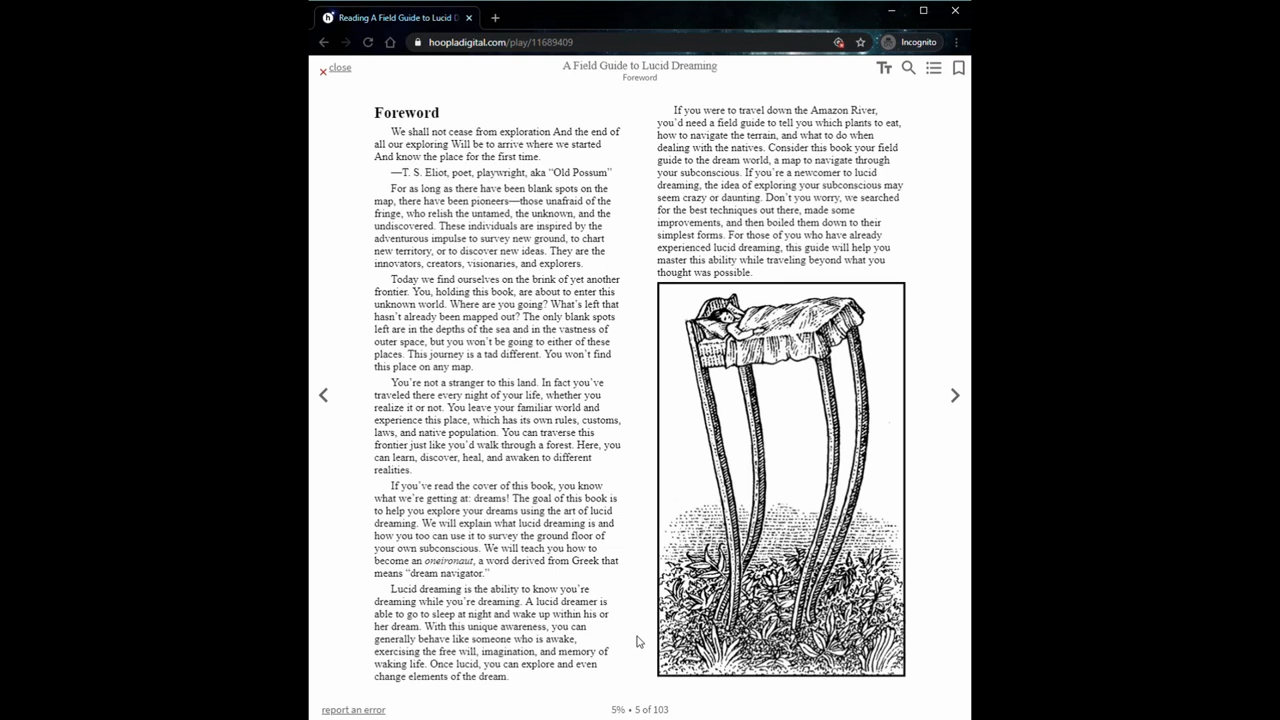 Reading A Field Guide to Lucid D
hoopladigital.com/play/11689409
Incognito
close
A Field Guide to Lucid Dreaming
Foreword
Foreword
We shall not cease from exploration And the end of
all our exploring Will be to arrive where we started
And know the place for the first time.
—T. S. Eliot, poet, playwright, aka “Old Possum”
For as long as there have been blank spots on the
map, there have been pioneers—those unafraid of the
fringe, who relish the untamed, the unknown, and the
undiscovered. These individuals are inspired by the
adventurous impulse to survey new ground, to chart
new territory, or to discover new ideas. They are the
innovators, creators, visionaries, and explorers.
Today we find ourselves on the brink of yet another
frontier. You, holding this book, are about to enter this
unknown world. Where are you going? What’s left that
hasn’t already been mapped out? The only blank spots
left are in the depths of the sea and in the vastness of
outer space, but you won’t be going to either of these
places. This journey is a tad different. You won’t find
this place on any map.
You’re not a stranger to this land. In fact you’ve
traveled there every night of your life, whether you
realize it or not. You leave your familiar world and
experience this place, which has its own rules, customs,
laws, and native population. You can traverse this
frontier just like you’d walk through a forest. Here, you
can learn, discover, heal, and awaken to different
realities.
If you’ve read the cover of this book, you know
what we’re getting at: dreams! The goal of this book is
to help you explore your dreams using the art of lucid
dreaming. We will explain what lucid dreaming is and
how you too can use it to survey the ground floor of
your own subconscious. We will teach you how to
become an oneironaut, a word derived from Greek that
means “dream navigator.”
Lucid dreaming is the ability to know you’re
dreaming while you’re dreaming. A lucid dreamer is
able to go to sleep at night and wake up within his or
her dream. With this unique awareness, you can
generally behave like someone who is awake,
exercising the free will, imagination, and memory of
waking life. Once lucid, you can explore and even
change elements of the dream.
If you were to travel down the Amazon River,
you’d need a field guide to tell you which plants to eat,
how to navigate the terrain, and what to do when
dealing with the natives. Consider this book your field
guide to the dream world, a map to navigate through
your subconscious. If you’re a newcomer to lucid
dreaming, the idea of exploring your subconscious may
seem crazy or daunting. Don’t you worry, we searched
for the best techniques out there, made some
improvements, and then boiled them down to their
simplest forms. For those of you who have already
experienced lucid dreaming, this guide will help you
master this ability while traveling beyond what you
thought was possible.
report an error
5% • 5 of 103